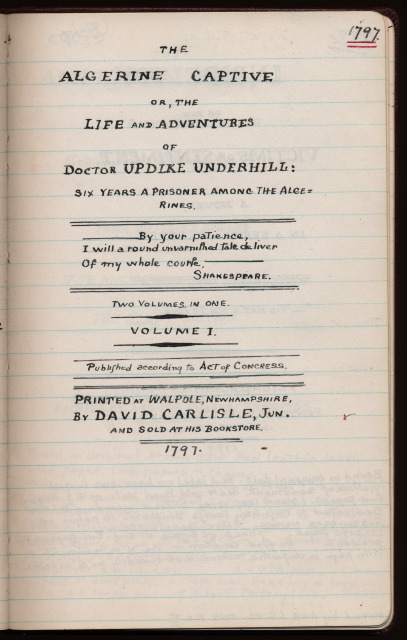 1797.
THE
ALGERINE CAPTIVE
OR, THE
LIFE AND ADVENTURES
OF
DOCTOR UPDIKE UNDERHILL:
SIX YEARS A PRISONER AMONG THE ALGE=
RINES.
By your patience,
I will a round unvarnished tale deliver
Of my whole courſe.
SHAKESPEARE.
TWO VOLUMES IN ONE.
VOLUME I.
Publiſhed according to ACT of CONGRESS.
PRINTED AT WALPOLE, NEWHAMPSHIRE,
BY DAVID CARLISLE, JUN.
AND SOLD AT HIS BOOKSTORE.
1797.